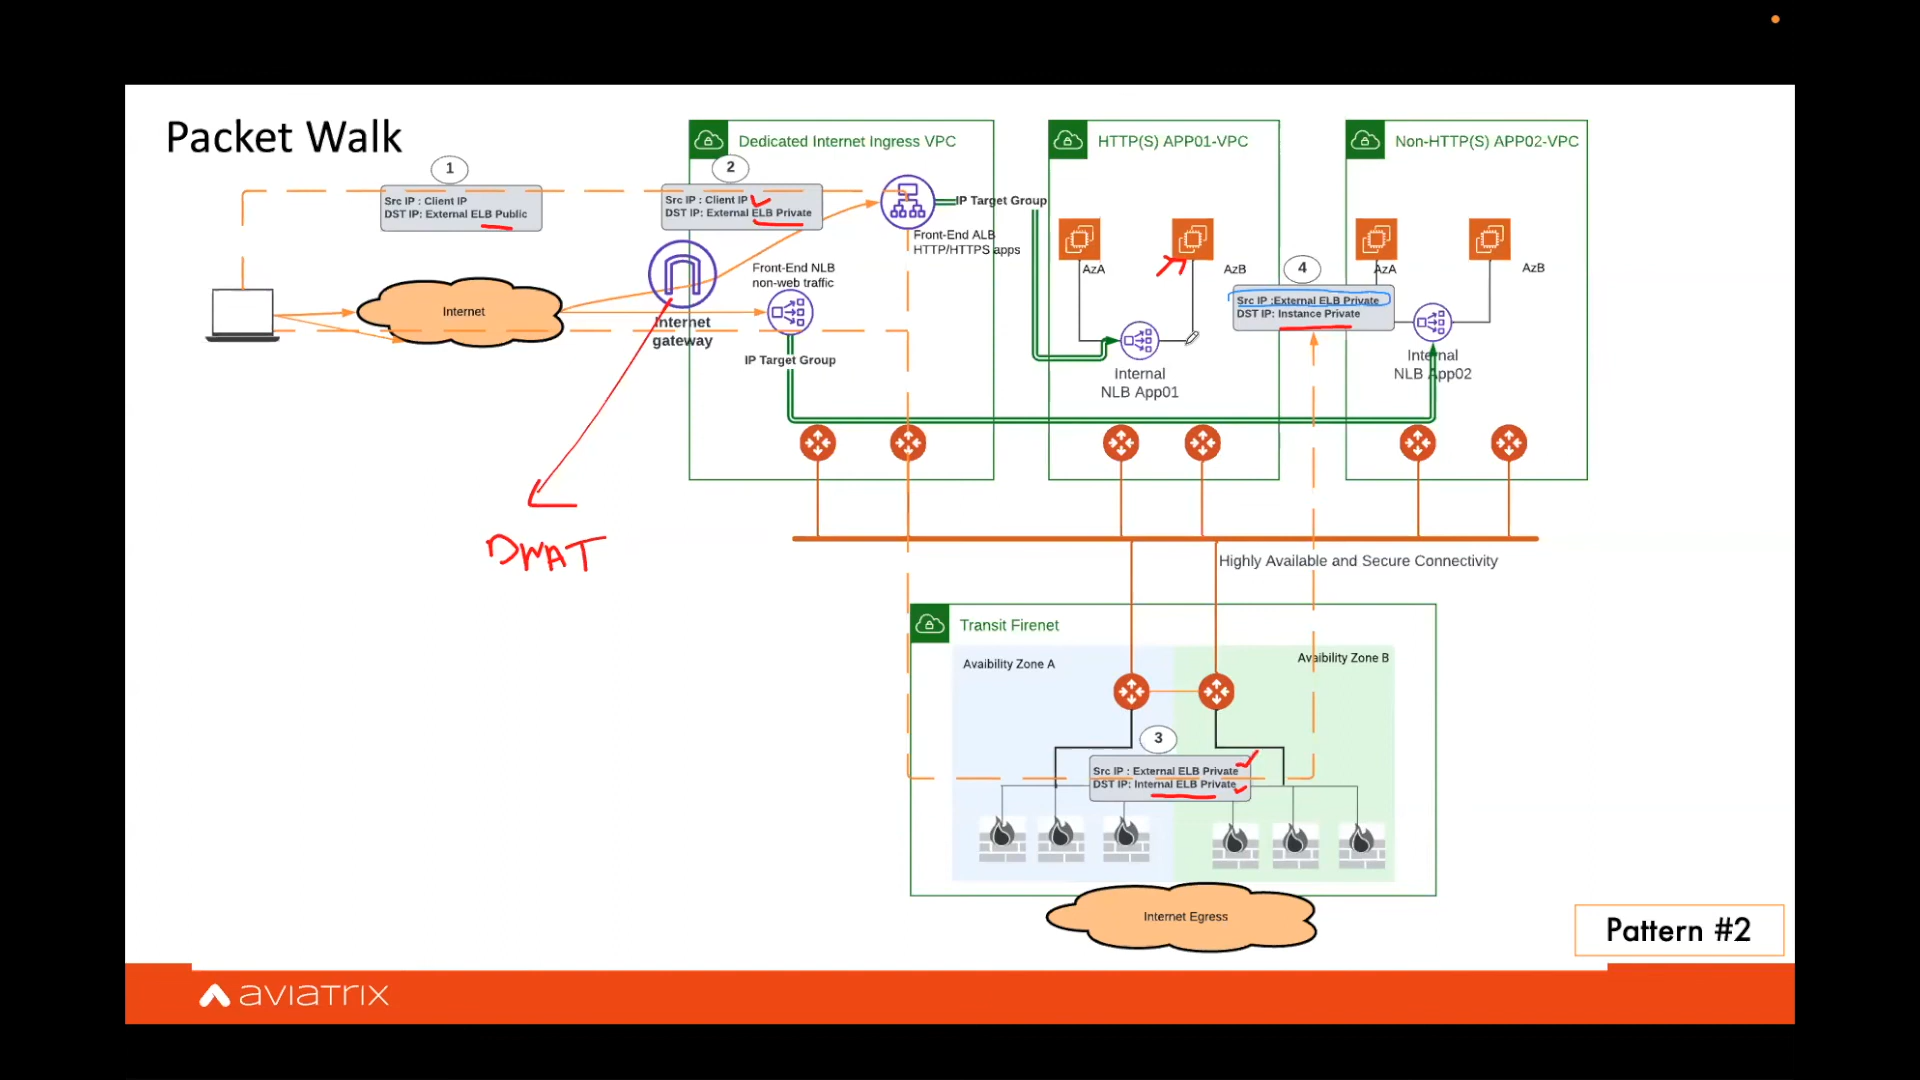 Packet Walk
1
Src IP : Client IP
DST IP: External ELB Public
Internet
Dedicated Internet Ingress VPC
2
Src IP : Client IP
DST IP: External ELB Private
Front-End ALB
HTTP/HTTPS apps
IP Target Group
Front-End NLB
non-web traffic
Internet
gateway
IP Target Group
DNAT
HTTP(S) APP01-VPC
AzA
AzB
Internal
NLB App01
4
Src IP :External ELB Private
DST IP: Instance Private
Non-HTTP(S) APP02-VPC
AzA
AzB
Internal
NLB App02
Highly Available and Secure Connectivity
Transit Firenet
Avaibility Zone A
Avaibility Zone B
3
Src IP : External ELB Private
DST IP: Internal ELB Private
Internet Egress
Pattern #2
aviatrix